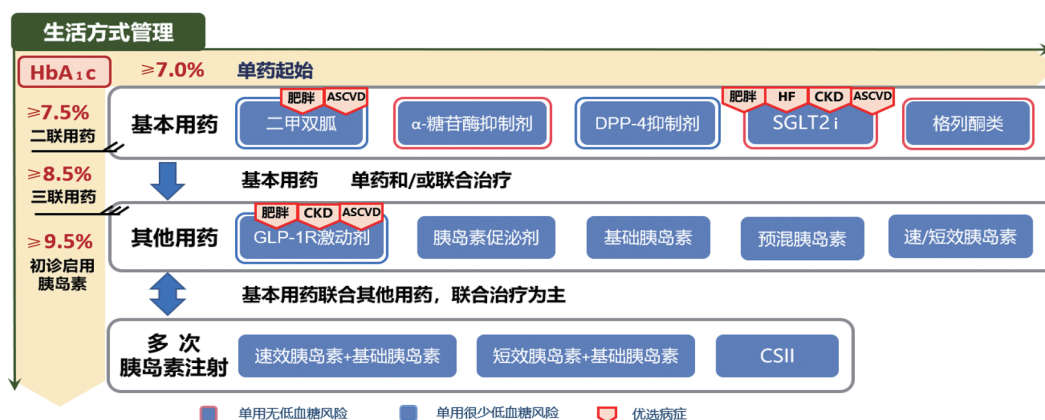 生活方式管理
HbA₁c
≥7.0% 单药起始
≥7.5%
二联用药
基本用药
肥胖 ASCVD
二甲双胍
α-糖苷酶抑制剂
DPP-4抑制剂
肥胖 HF CKD ASCVD
SGLT2 i
格列酮类
≥8.5%
三联用药
基本用药 单药和/或联合治疗
≥9.5%
初诊启用
胰岛素
其他用药
肥胖 CKD ASCVD
GLP-1R激动剂
胰岛素促泌剂
基础胰岛素
预混胰岛素
速/短效胰岛素
基本用药联合其他用药，联合治疗为主
多 次
胰岛素注射
速效胰岛素+基础胰岛素
短效胰岛素+基础胰岛素
CSII
单用无低血糖风险
单用很少低血糖风险
优选病症